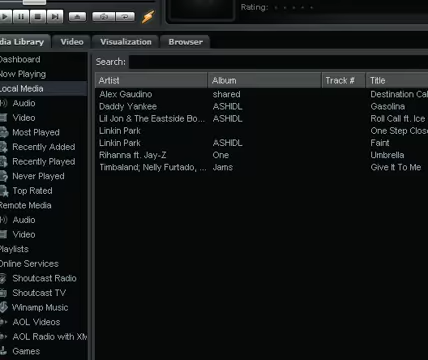 Rating:
dia Library Video Visualization Browser
Dashboard
Now Playing
Local Media
Audio
Video
Most Played
Recently Added
Recently Played
Never Played
Top Rated
Remote Media
Audio
Video
Playlists
Online Services
Shoutcast Radio
Shoutcast TV
Winamp Music
AOL Videos
AOL Radio with XM
Games
Search:
Artist Album Track # Title
Alex Gaudino shared Destination Cal
Daddy Yankee ASHIDL Gasolina
Lil Jon & The Eastside Bo... ASHIDL Roll Call ft. Ice
Linkin Park One Step Close
Linkin Park ASHIDL Faint
Rihanna ft. Jay-Z One Umbrella
Timbaland; Nelly Furtado, ... Jams Give It To Me